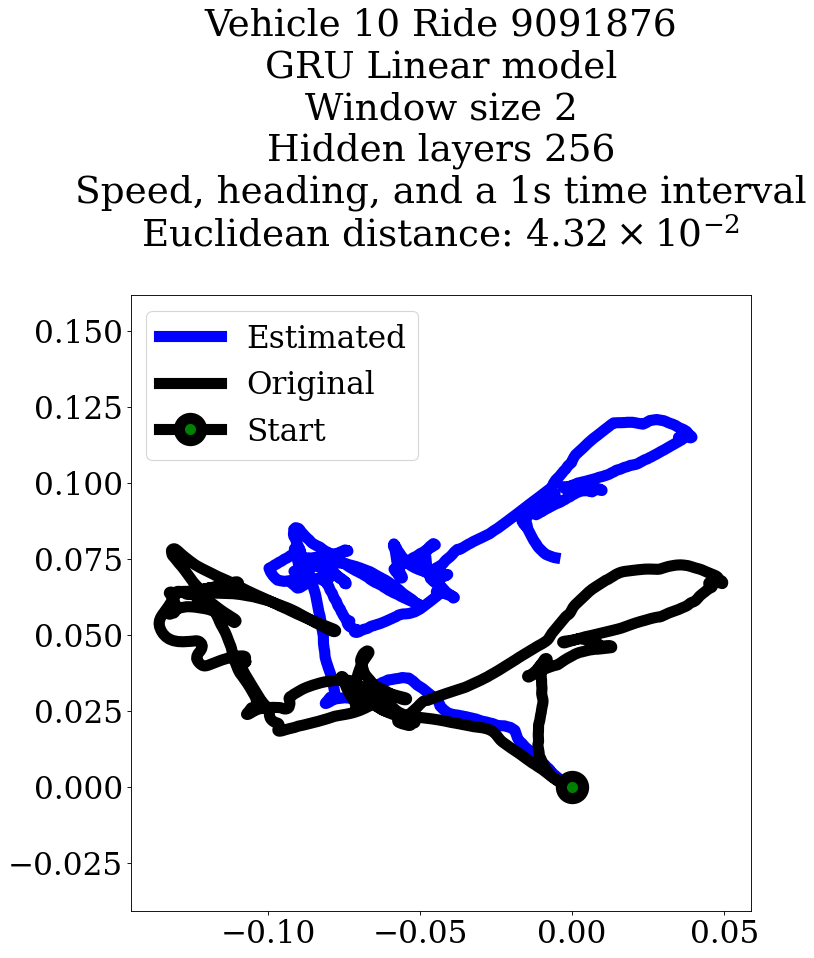 Vehicle 10 Ride 9091876
GRU Linear model
Window size 2
Hidden layers 256
Speed, heading, and a 1s time interval
Euclidean distance: 4.32 × 10⁻²
Estimated
Original
Start
0.150
0.125
0.100
0.075
0.050
0.025
0.000
−0.025
−0.10
−0.05
0.00
0.05